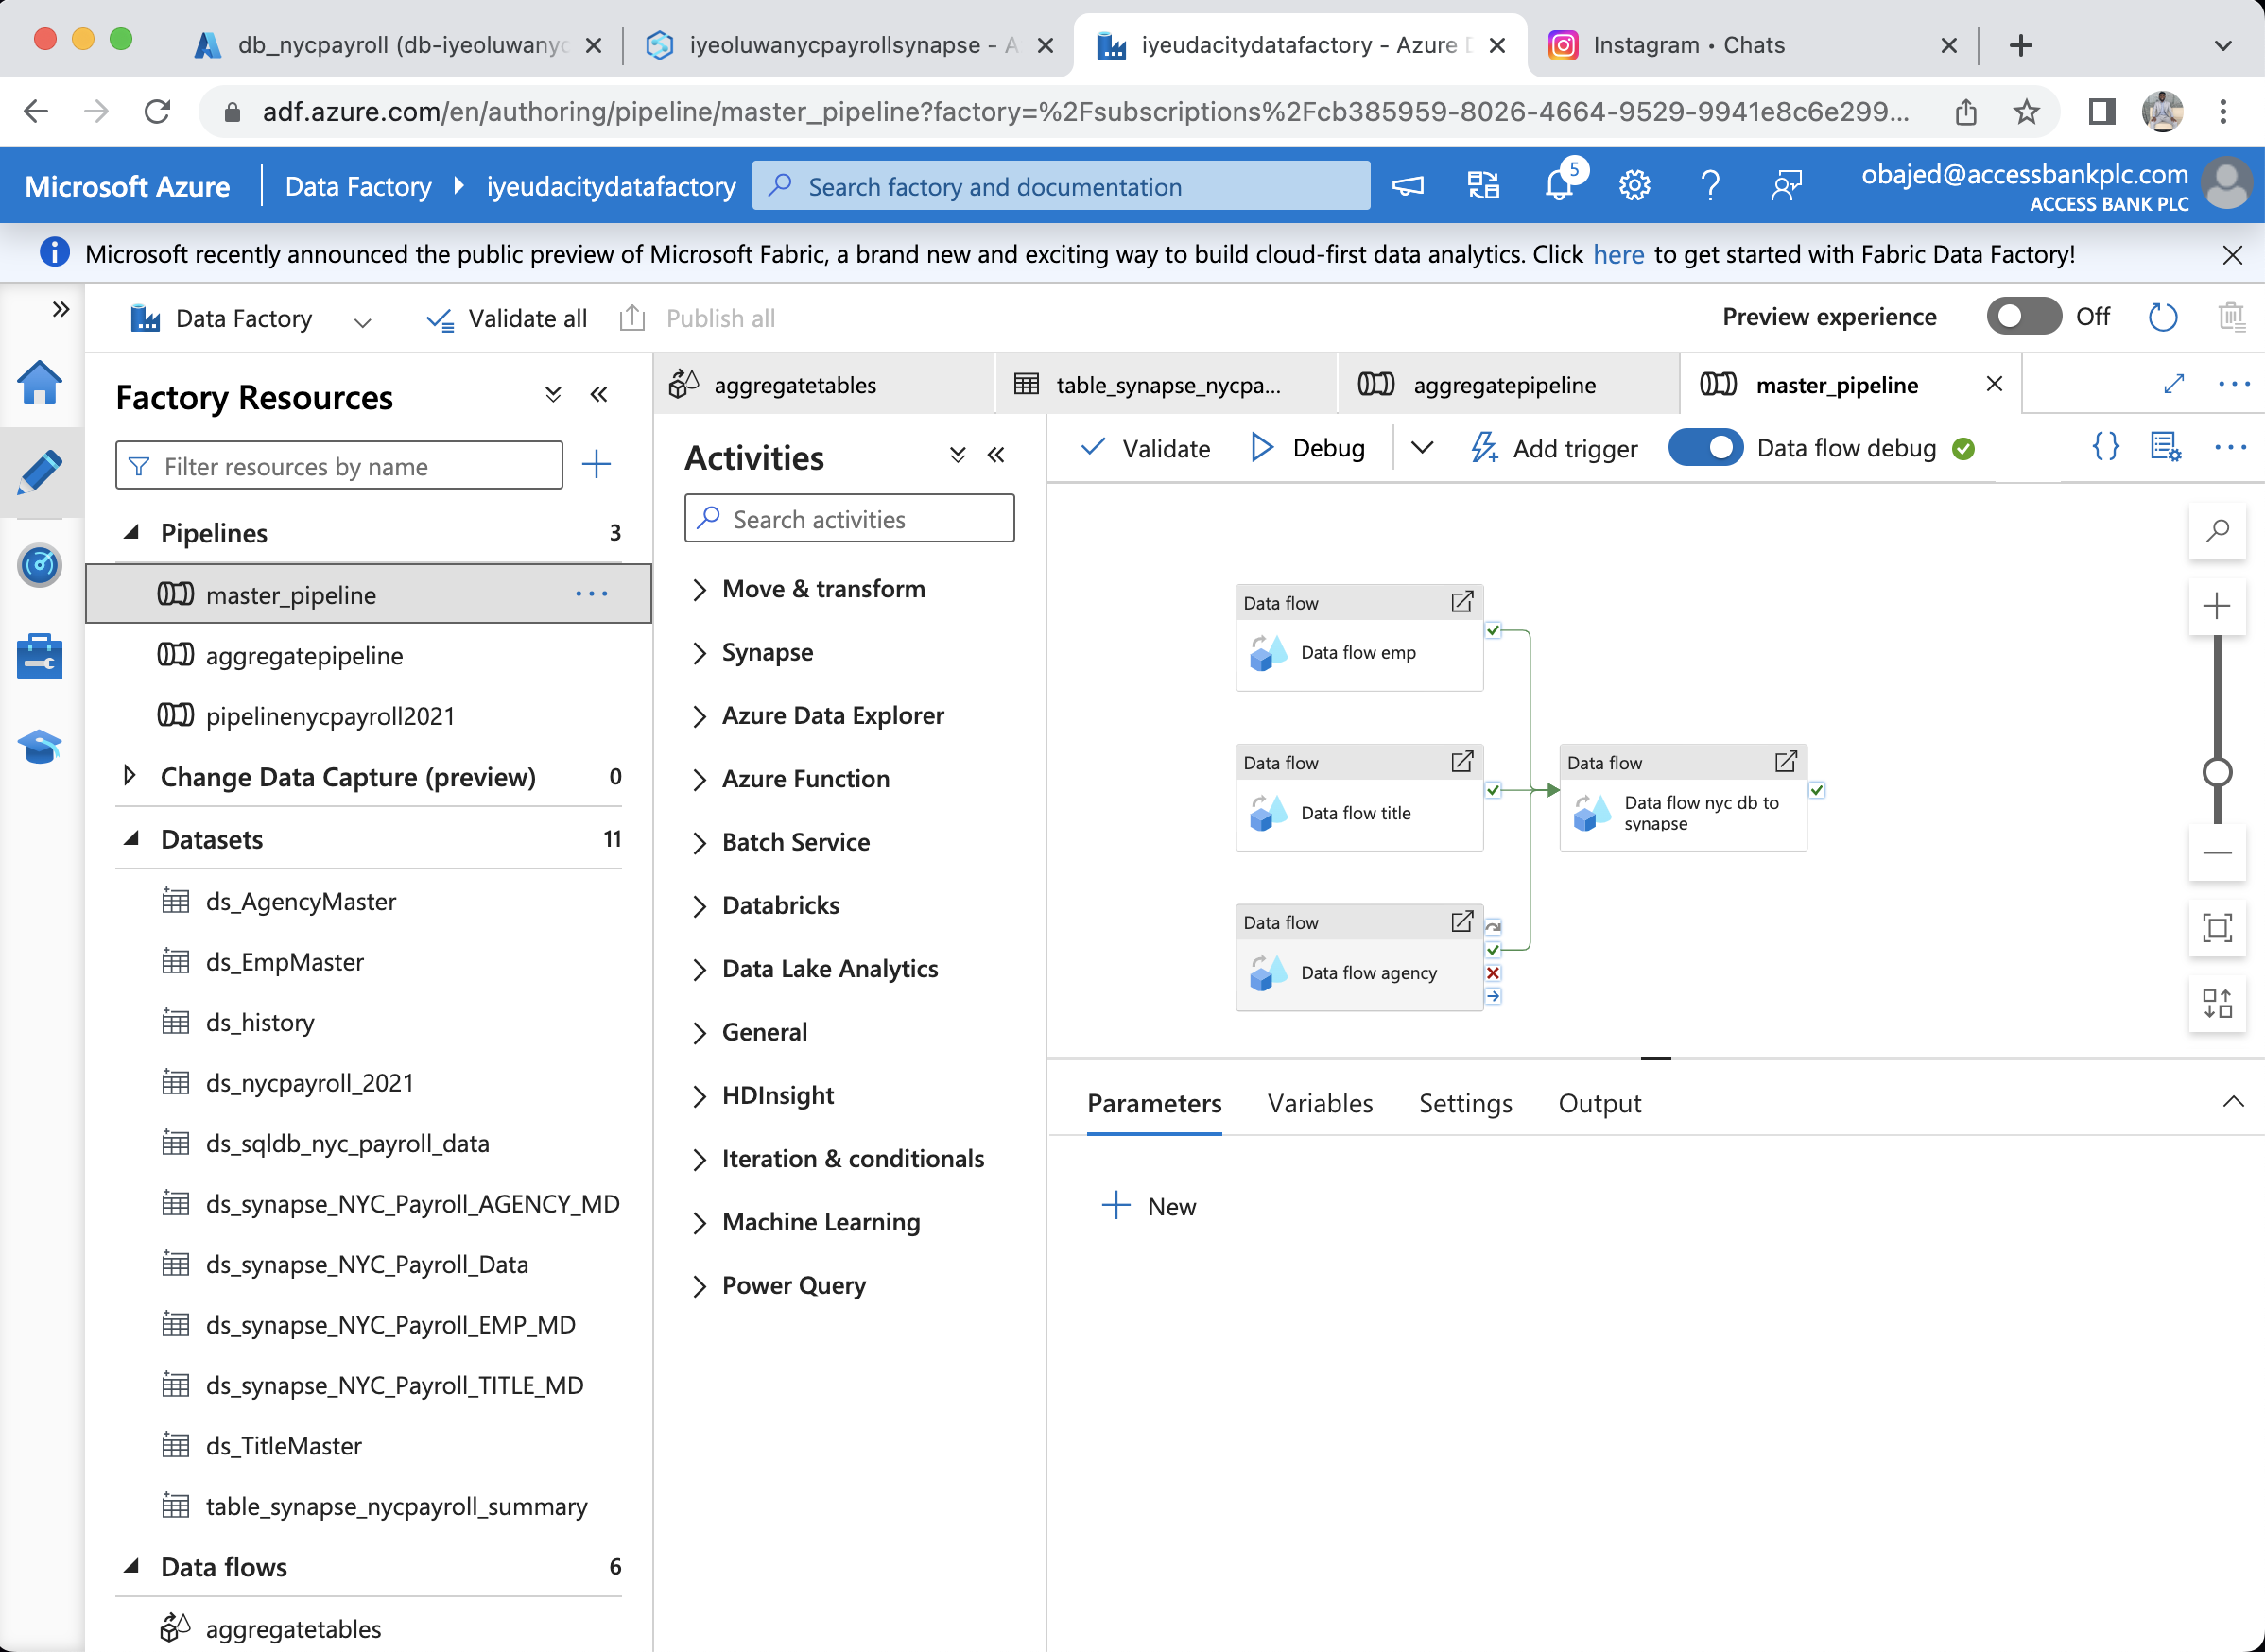 db_nycpayroll (db-iyeoluwanyc
iyeoluwanycpayrollsynapse - A
iyeudacitydatafactory - Azure D
Instagram • Chats
adf.azure.com/en/authoring/pipeline/master_pipeline?factory=%2Fsubscriptions%2Fcb385959-8026-4664-9529-9941e8c6e299...
Microsoft Azure
Data Factory
iyeudacitydatafactory
Search factory and documentation
5
obajed@accessbankplc.com
ACCESS BANK PLC
Microsoft recently announced the public preview of Microsoft Fabric, a brand new and exciting way to build cloud-first data analytics. Click here to get started with Fabric Data Factory!
Data Factory
Validate all
Publish all
Preview experience
Off
Factory Resources
Filter resources by name
Pipelines 3
master_pipeline
aggregatepipeline
pipelinenycpayroll2021
Change Data Capture (preview) 0
Datasets 11
ds_AgencyMaster
ds_EmpMaster
ds_history
ds_nycpayroll_2021
ds_sqldb_nyc_payroll_data
ds_synapse_NYC_Payroll_AGENCY_MD
ds_synapse_NYC_Payroll_Data
ds_synapse_NYC_Payroll_EMP_MD
ds_synapse_NYC_Payroll_TITLE_MD
ds_TitleMaster
table_synapse_nycpayroll_summary
Data flows 6
aggregatetables
aggregatetables
table_synapse_nycpa...
aggregatepipeline
master_pipeline
Activities
Search activities
Move & transform
Synapse
Azure Data Explorer
Azure Function
Batch Service
Databricks
Data Lake Analytics
General
HDInsight
Iteration & conditionals
Machine Learning
Power Query
Validate
Debug
Add trigger
Data flow debug
Data flow
Data flow emp
Data flow
Data flow title
Data flow
Data flow nyc db to
synapse
Data flow
Data flow agency
Parameters
Variables
Settings
Output
New